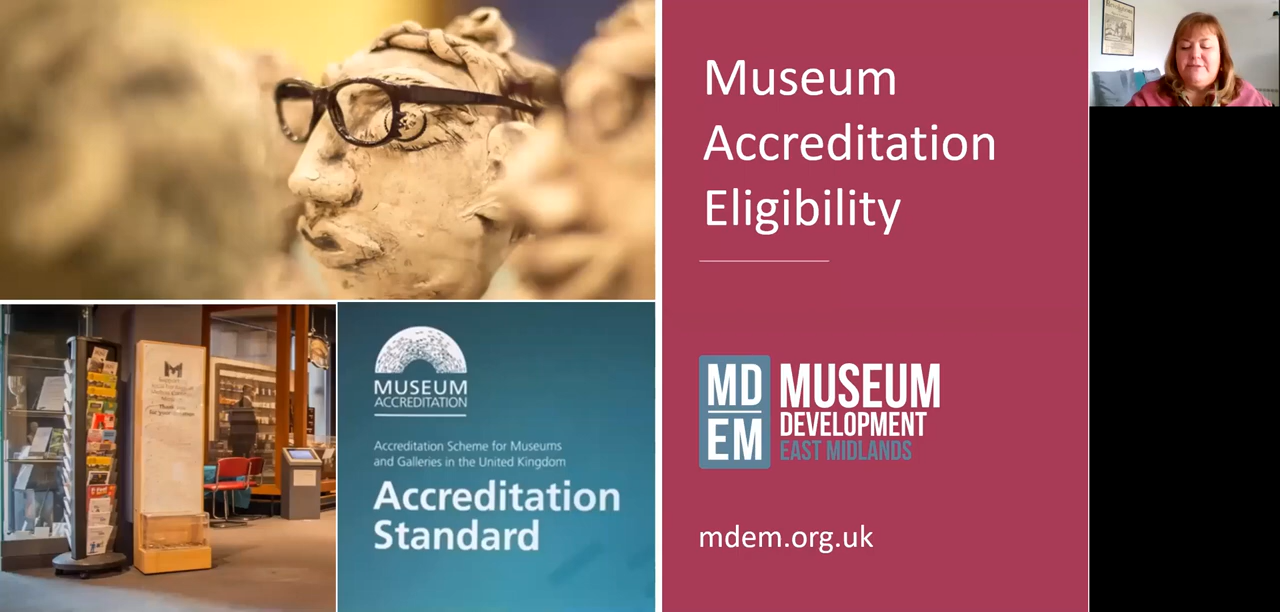 Museum
Accreditation
Eligibility
MD
EM
MUSEUM
DEVELOPMENT
EAST MIDLANDS
mdem.org.uk
MUSEUM
ACCREDITATION
Accreditation Scheme for Museums
and Galleries in the United Kingdom
Accreditation
Standard
M